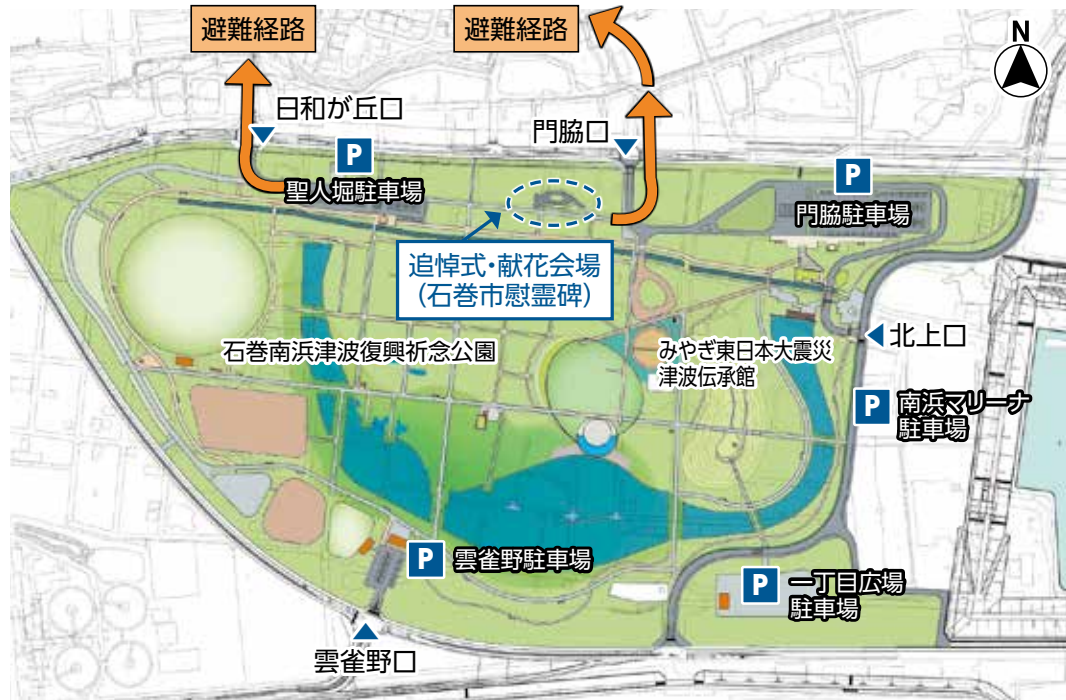 避難経路
避難経路
N
日和が丘口
門脇口
P
聖人堀駐車場
P
門脇駐車場
追悼式・献花会場
(石巻市慰霊碑)
北上口
石巻南浜津波復興祈念公園
みやぎ東日本大震災
津波伝承館
P
南浜マリーナ
駐車場
P
雲雀野駐車場
P
一丁目広場
駐車場
雲雀野口